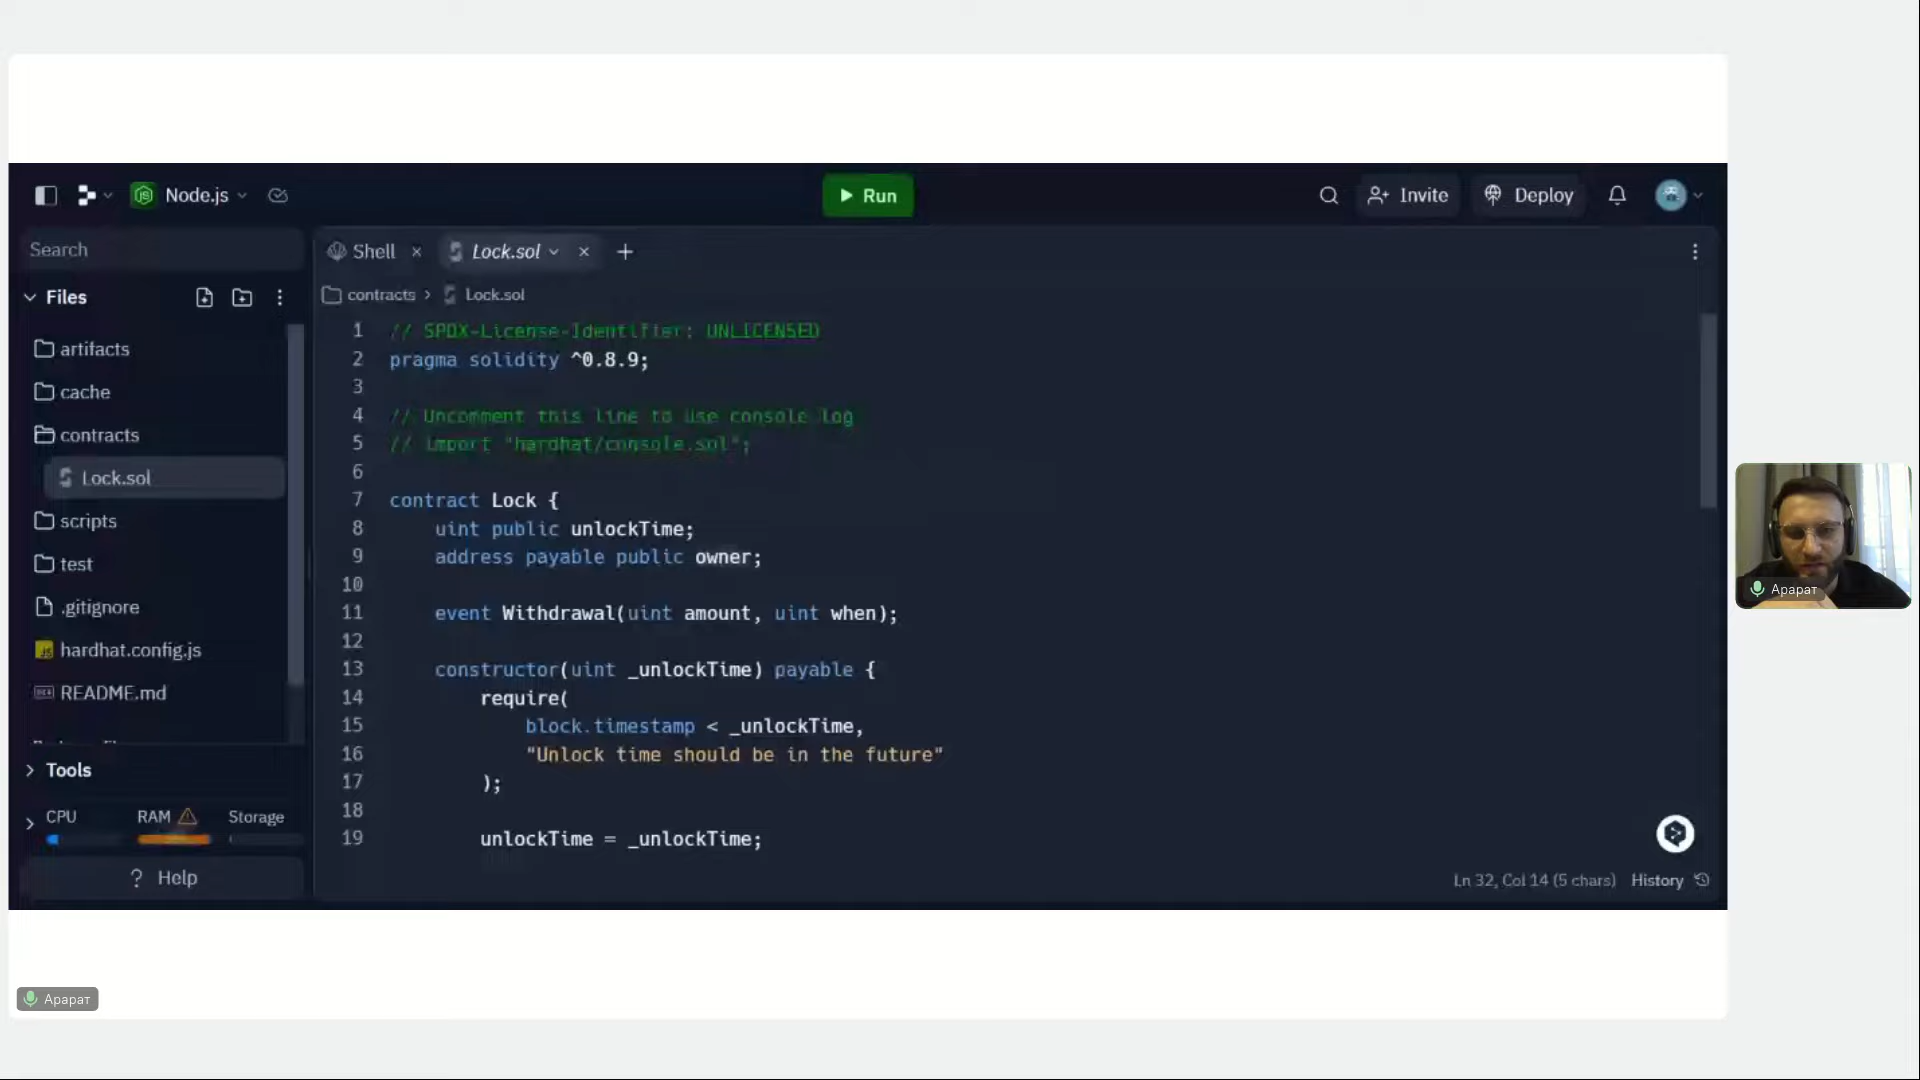 Node.js
Run
Invite
Deploy
Search
Shell
Lock.sol
Files
contracts
Lock.sol
artifacts
cache
contracts
Lock.sol
scripts
test
.gitignore
hardhat.config.js
README.md
Tools
CPU
RAM
Storage
? Help
1 // SPDX-License-Identifier: UNLICENSED
2 pragma solidity ^0.8.9;
3
4 // Uncomment this line to use console log
5 // import "hardhat/console.sol";
6
7 contract Lock {
8 uint public unlockTime;
9 address payable public owner;
10
11 event Withdrawal(uint amount, uint when);
12
13 constructor(uint _unlockTime) payable {
14 require(
15 block.timestamp < _unlockTime,
16 "Unlock time should be in the future"
17 );
18
19 unlockTime = _unlockTime;
Ln 32, Col 14 (5 chars)
History
Арарат
Арарат